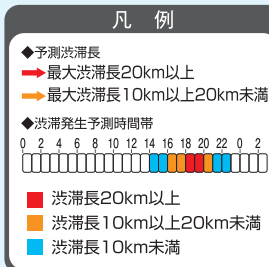 凡 例
◆予測渋滞長
最大渋滞長20km以上
最大渋滞長10km以上20km未満
◆渋滞発生予測時間帯
0 2 4 6 8 10 12 14 16 18 20 22 0 2
渋滞長20km以上
渋滞長10km以上20km未満
渋滞長10km未満